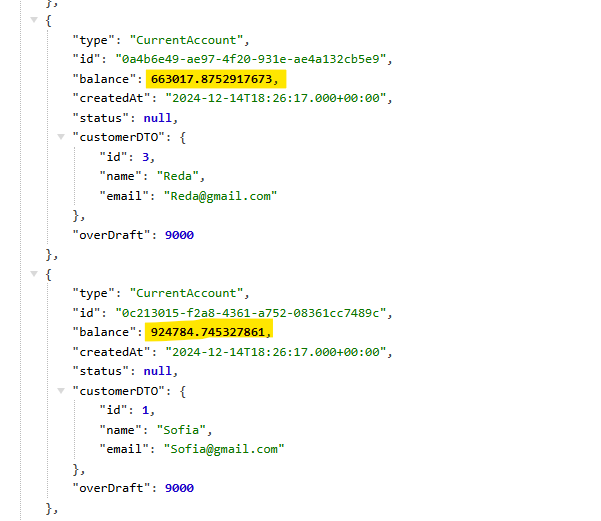 },
{
"type": "CurrentAccount",
"id": "0a4b6e49-ae97-4f20-931e-ae4a132cb5e9",
"balance": 663017.8752917673,
"createdAt": "2024-12-14T18:26:17.000+00:00",
"status": null,
"customerDTO": {
"id": 3,
"name": "Reda",
"email": "Reda@gmail.com"
},
"overDraft": 9000
},
{
"type": "CurrentAccount",
"id": "0c213015-f2a8-4361-a752-08361cc7489c",
"balance": 924784.745327861,
"createdAt": "2024-12-14T18:26:17.000+00:00",
"status": null,
"customerDTO": {
"id": 1,
"name": "Sofia",
"email": "Sofia@gmail.com"
},
"overDraft": 9000
},